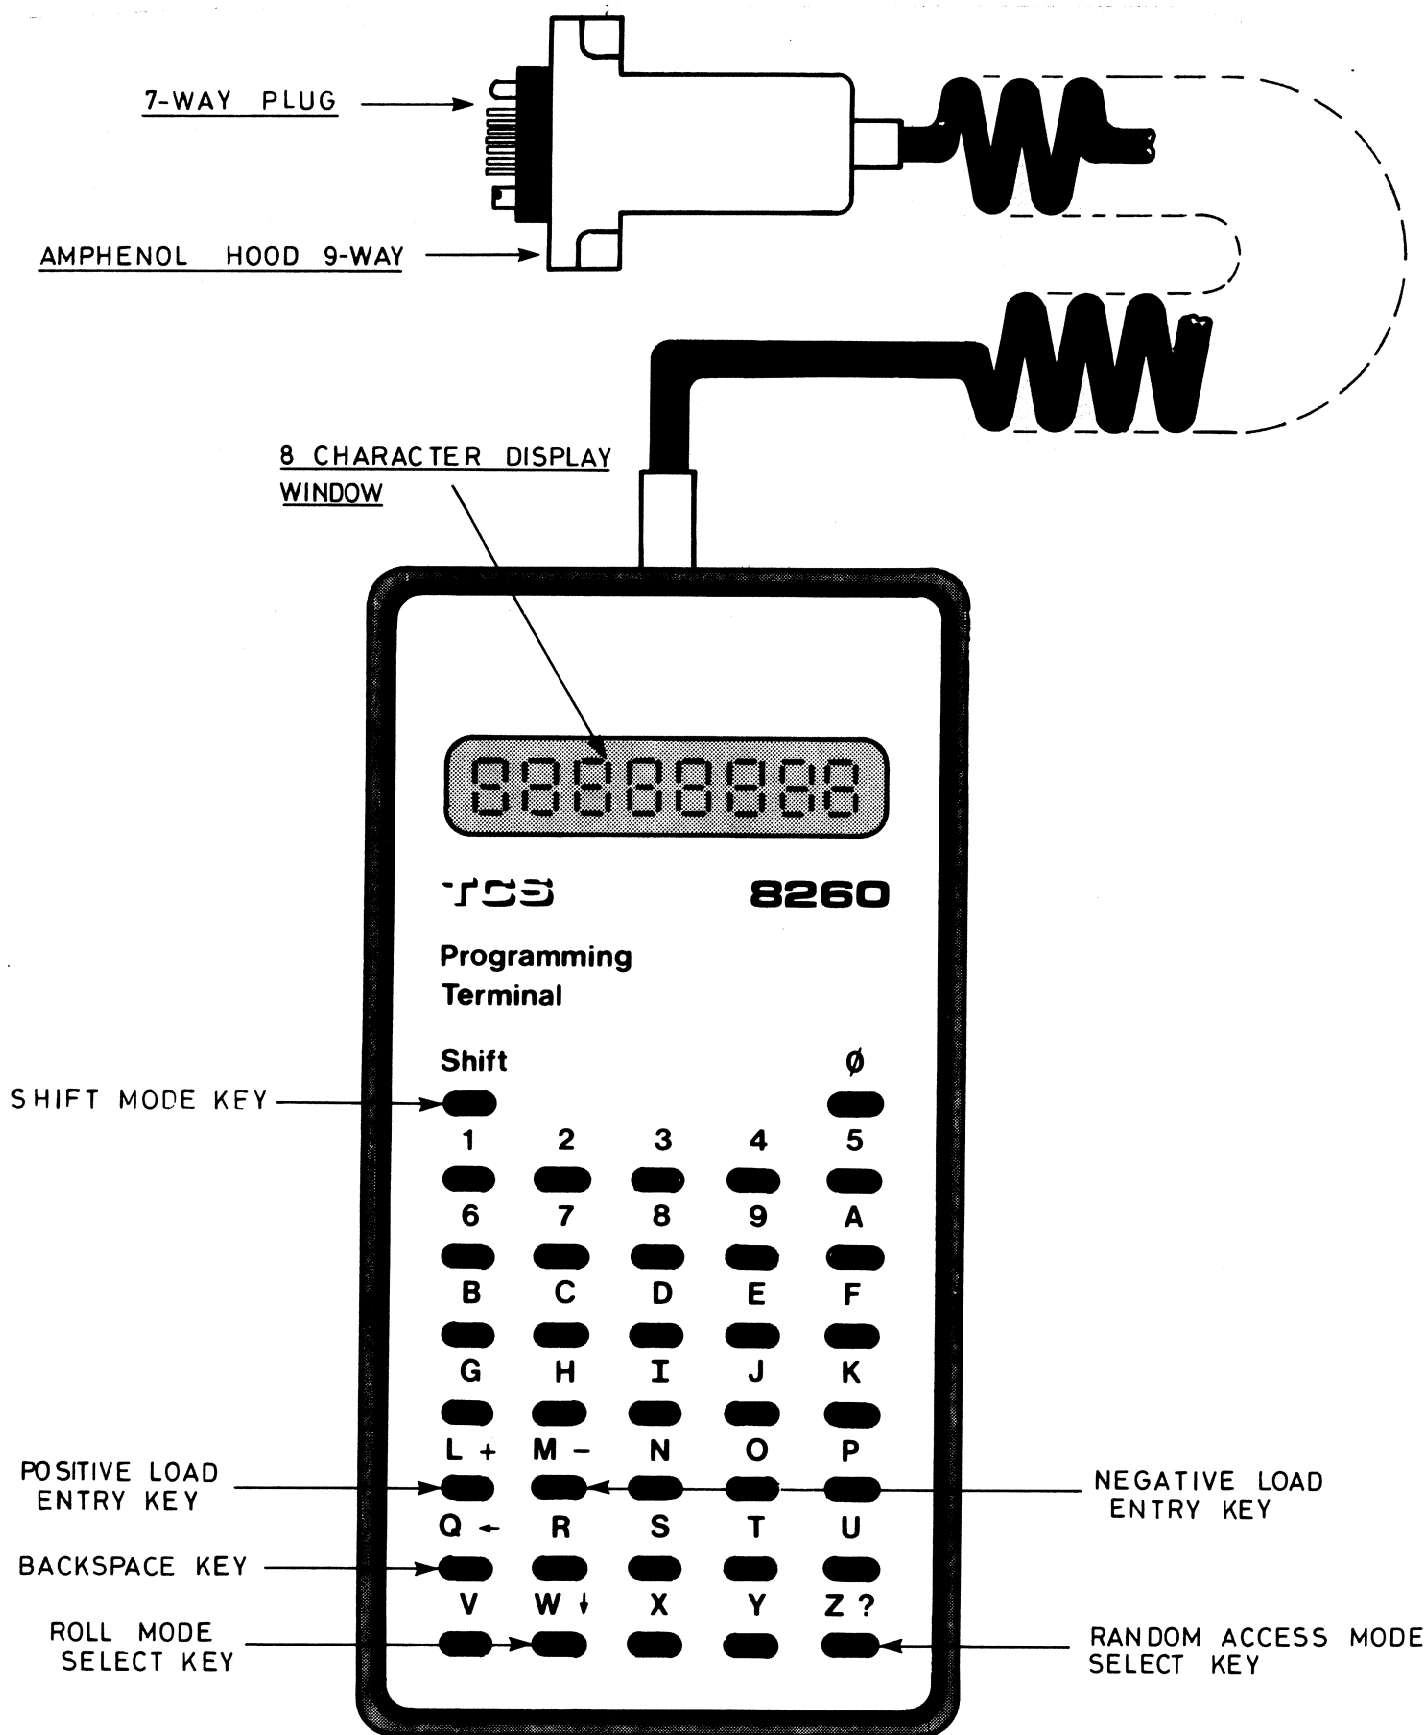 7-WAY PLUG
AMPHENOL HOOD 9-WAY
8 CHARACTER DISPLAY
WINDOW
TCS 8260
Programming
Terminal
Shift Ø
SHIFT MODE KEY
1 2 3 4 5
6 7 8 9 A
B C D E F
G H I J K
L + M - N O P
POSITIVE LOAD
ENTRY KEY
NEGATIVE LOAD
ENTRY KEY
Q ← R S T U
BACKSPACE KEY
V W ↓ X Y Z ?
ROLL MODE
SELECT KEY
RANDOM ACCESS MODE
SELECT KEY